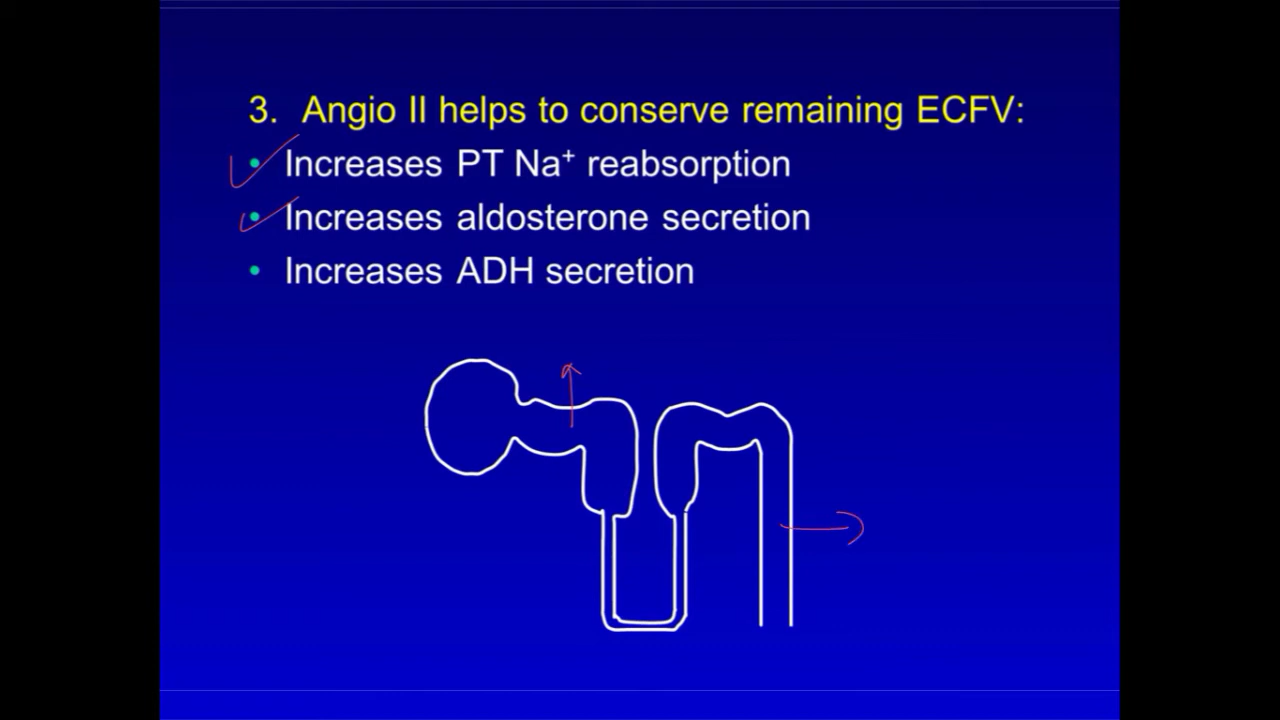 3. Angio II helps to conserve remaining ECFV:
• Increases PT Na⁺ reabsorption
• Increases aldosterone secretion
• Increases ADH secretion